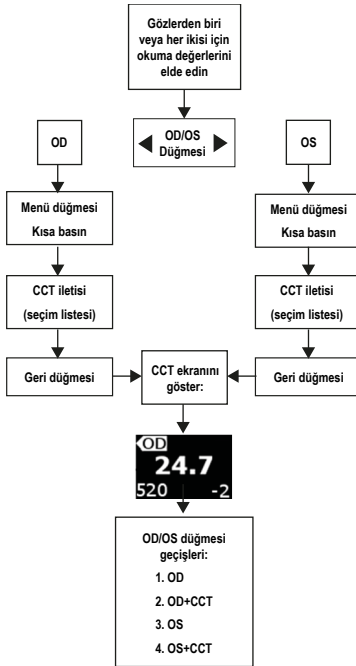 Gözlerden biri
veya her ikisi için
okuma değerlerini
elde edin
OD/OS
Düğmesi
OD
OS
Menü düğmesi
Kısa basın
Menü düğmesi
Kısa basın
CCT iletisi
(seçim listesi)
CCT iletisi
(seçim listesi)
Geri düğmesi
CCT ekranını
göster:
Geri düğmesi
OD
24.7
520 -2
OD/OS düğmesi
geçişleri:
1. OD
2. OD+CCT
3. OS
4. OS+CCT